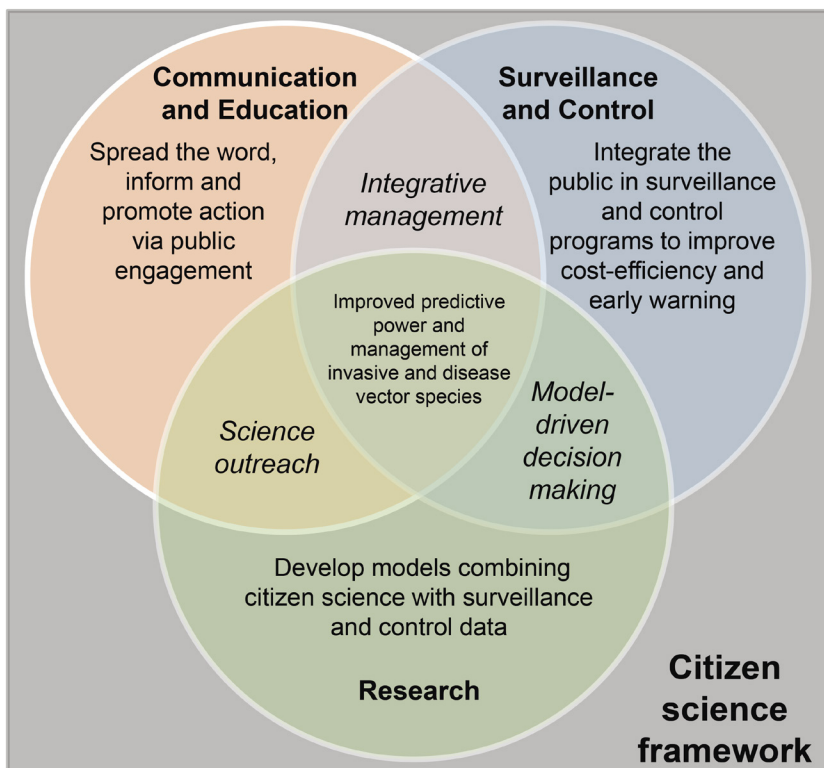 Communication
and Education
Spread the word,
inform and
promote action
via public
engagement
Surveillance
and Control
Integrate the
public in surveillance
and control
programs to improve
cost-efficiency and
early warning
Integrative
management
Improved predictive
power and
management of
invasive and disease
vector species
Science
outreach
Model-
driven
decision
making
Develop models combining
citizen science with surveillance
and control data
Research
Citizen
science
framework